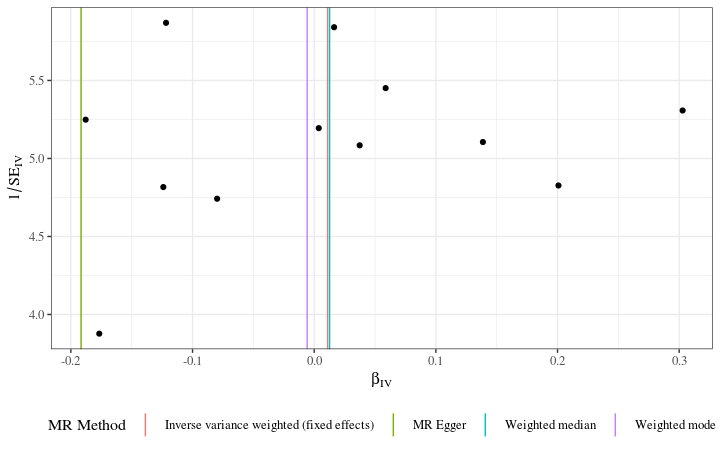 5.5
5.0
4.5
4.0
1/SE_IV
-0.2 -0.1 0.0 0.1 0.2 0.3
β_IV
MR Method Inverse variance weighted (fixed effects) MR Egger Weighted median Weighted mode